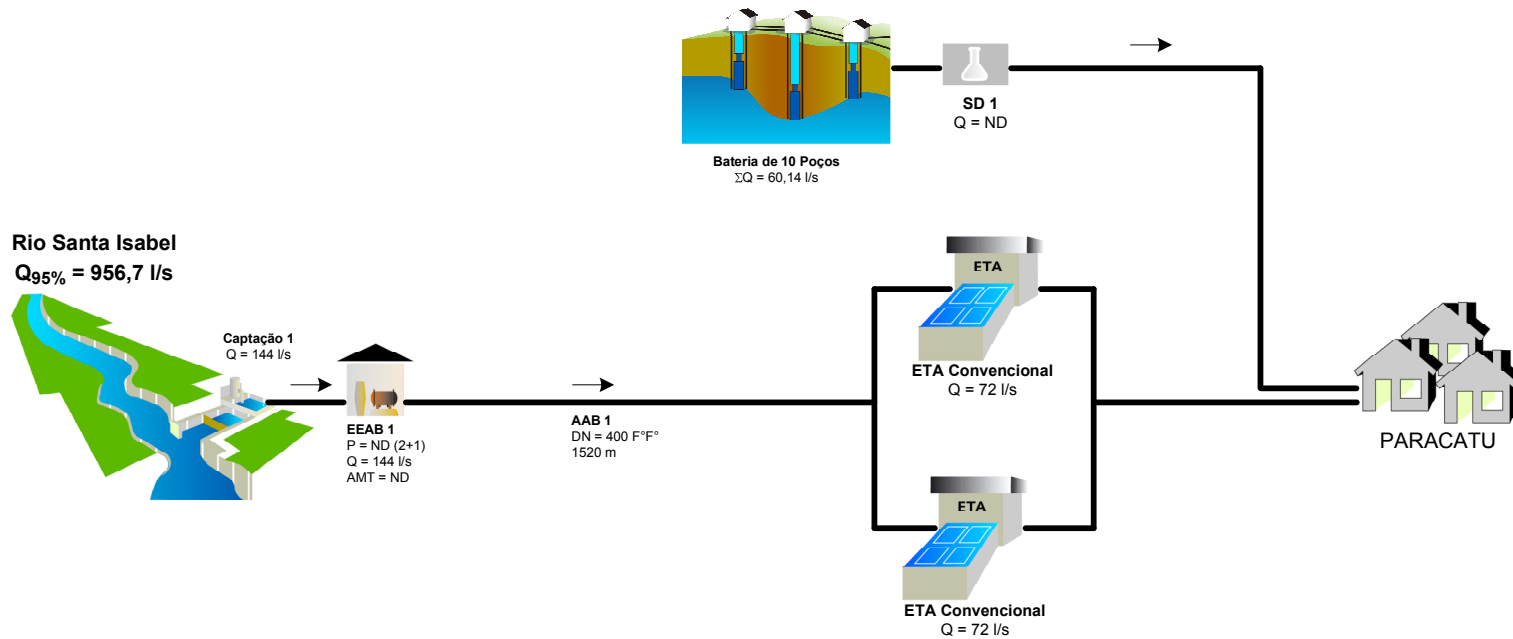 SD 1
Q = ND
Bateria de 10 Poços
ΣQ = 60,14 l/s
Rio Santa Isabel
Q95% = 956,7 l/s
Captação 1
Q = 144 l/s
EEAB 1
P = ND (2+1)
Q = 144 l/s
AMT = ND
AAB 1
DN = 400 F°F°
1520 m
ETA
ETA Convencional
Q = 72 l/s
ETA
ETA Convencional
Q = 72 l/s
PARACATU